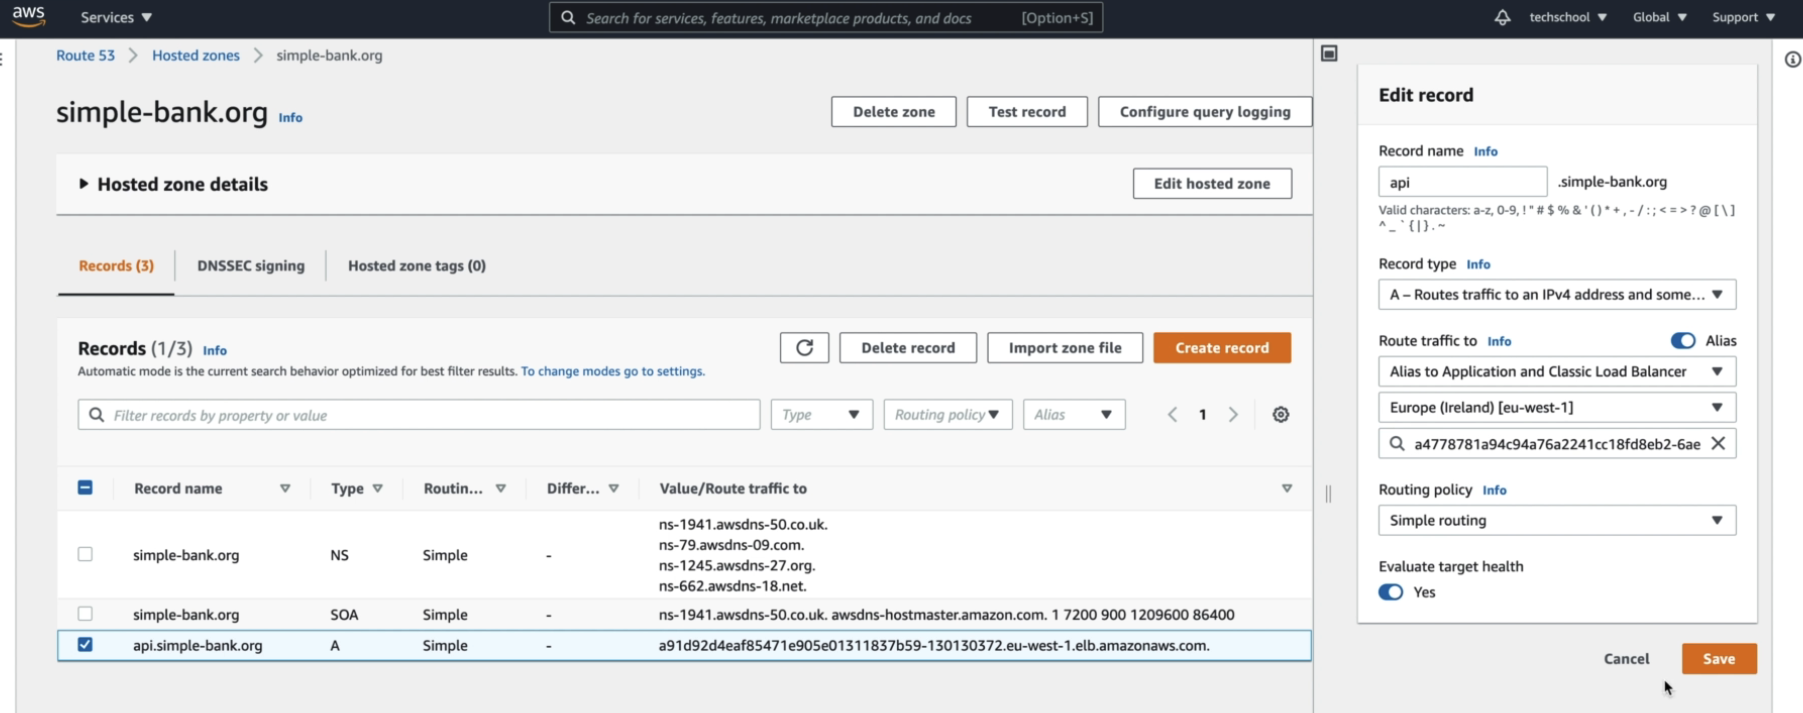 aws
Services ▼
Search for services, features, marketplace products, and docs [Option+S]
techschool ▼
Global ▼
Support ▼
Route 53 > Hosted zones > simple-bank.org
simple-bank.org Info
Delete zone
Test record
Configure query logging
Hosted zone details
Edit hosted zone
Records (3)
DNSSEC signing
Hosted zone tags (0)
Records (1/3) Info
Delete record
Import zone file
Create record
Automatic mode is the current search behavior optimized for best filter results. To change modes go to settings.
Filter records by property or value
Type
Routing policy
Alias
< 1 >
Record name
Type
Routin...
Differ...
Value/Route traffic to
simple-bank.org NS Simple -
ns-1941.awsdns-50.co.uk.
ns-79.awsdns-09.com.
ns-1245.awsdns-27.org.
ns-662.awsdns-18.net.
simple-bank.org SOA Simple - ns-1941.awsdns-50.co.uk. awsdns-hostmaster.amazon.com. 1 7200 900 1209600 86400
api.simple-bank.org A Simple - a91d92d4eaf85471e905e01311837b59-130130372.eu-west-1.elb.amazonaws.com.
Edit record
Record name Info
api .simple-bank.org
Valid characters: a-z, 0-9, ! " # $ % & ' ( ) * + , - / : ; < = > ? @ [ \ ]
^ _ ` { | } . ~
Record type Info
A – Routes traffic to an IPv4 address and some...
Route traffic to Info
Alias
Alias to Application and Classic Load Balancer
Europe (Ireland) [eu-west-1]
a4778781a94c94a76a2241cc18fd8eb2-6ae
Routing policy Info
Simple routing
Evaluate target health
Yes
Cancel
Save